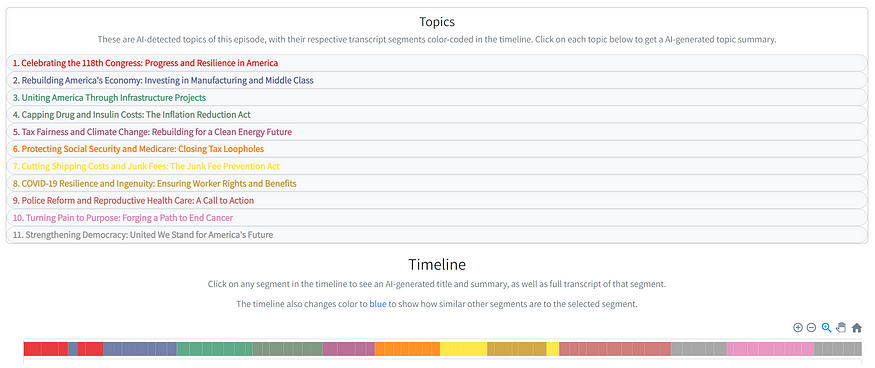 Topics
These are AI-detected topics of this episode, with their respective transcript segments color-coded in the timeline. Click on each topic below to get a AI-generated topic summary.
1. Celebrating the 118th Congress: Progress and Resilience in America
2. Rebuilding America's Economy: Investing in Manufacturing and Middle Class
3. Uniting America Through Infrastructure Projects
4. Capping Drug and Insulin Costs: The Inflation Reduction Act
5. Tax Fairness and Climate Change: Rebuilding for a Clean Energy Future
6. Protecting Social Security and Medicare: Closing Tax Loopholes
7. Cutting Shipping Costs and Junk Fees: The Junk Fee Prevention Act
8. COVID-19 Resilience and Ingenuity: Ensuring Worker Rights and Benefits
9. Police Reform and Reproductive Health Care: A Call to Action
10. Turning Pain to Purpose: Forging a Path to End Cancer
11. Strengthening Democracy: United We Stand for America's Future
Timeline
Click on any segment in the timeline to see an AI-generated title and summary, as well as full transcript of that segment.
The timeline also changes color to blue to show how similar other segments are to the selected segment.